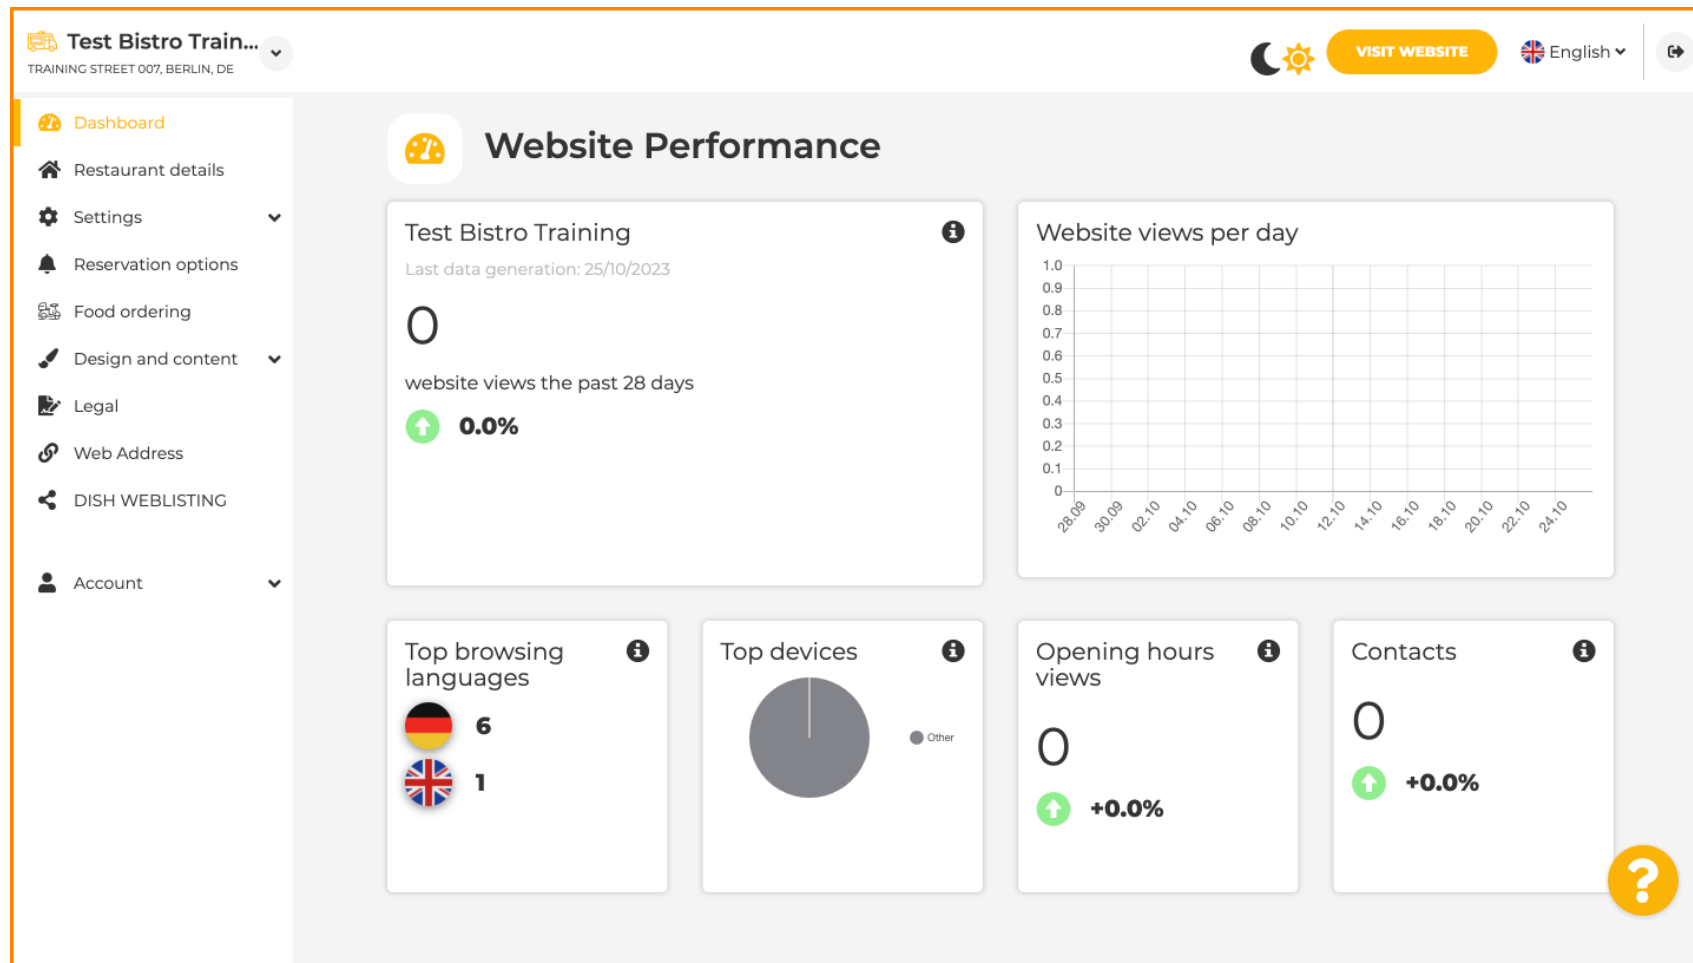 Test Bistro Train...
TRAINING STREET 007, BERLIN, DE
VISIT WEBSITE
English
Dashboard
Restaurant details
Settings
Reservation options
Food ordering
Design and content
Legal
Web Address
DISH WEBLISTING
Account
Website Performance
Test Bistro Training
Last data generation: 25/10/2023
0
website views the past 28 days
0.0%
Website views per day
1.0
0.9
0.8
0.7
0.6
0.5
0.4
0.3
0.2
0.1
0
28.09 30.09 02.10 04.10 06.10 08.10 10.10 12.10 14.10 16.10 18.10 20.10 22.10 24.10
Top browsing
languages
6
1
Top devices
Other
Opening hours
views
0
+0.0%
Contacts
0
+0.0%
?